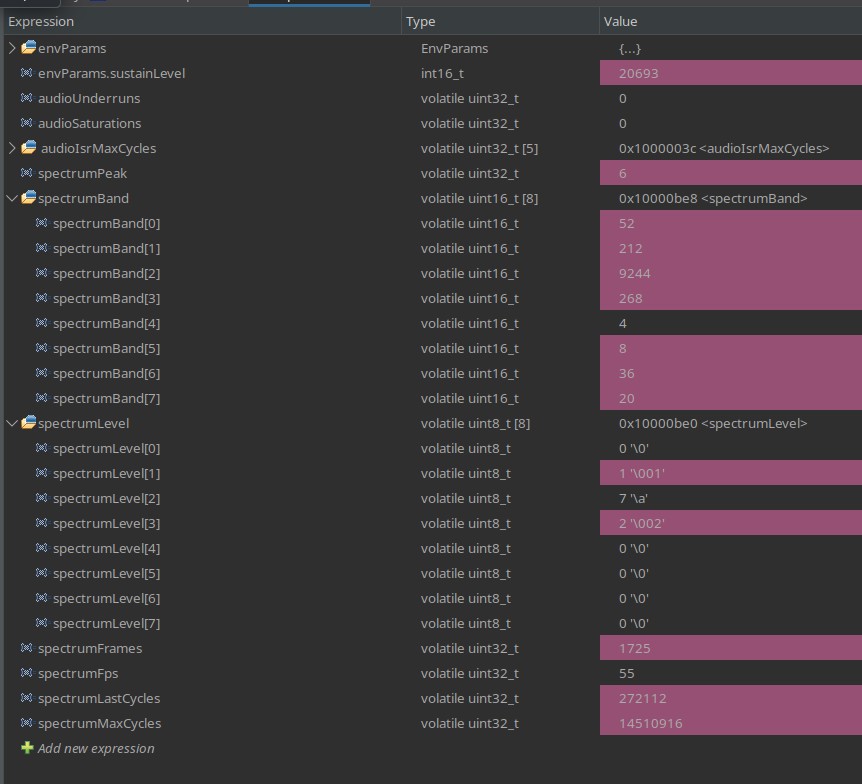 Expression Type Value
envParams EnvParams {...}
envParams.sustainLevel int16_t 20693
audioUnderruns volatile uint32_t 0
audioSaturations volatile uint32_t 0
audioIsrMaxCycles volatile uint32_t [5] 0x1000003c <audioIsrMaxCycles>
spectrumPeak volatile uint32_t 6
spectrumBand volatile uint16_t [8] 0x10000be8 <spectrumBand>
spectrumBand[0] volatile uint16_t 52
spectrumBand[1] volatile uint16_t 212
spectrumBand[2] volatile uint16_t 9244
spectrumBand[3] volatile uint16_t 268
spectrumBand[4] volatile uint16_t 4
spectrumBand[5] volatile uint16_t 8
spectrumBand[6] volatile uint16_t 36
spectrumBand[7] volatile uint16_t 20
spectrumLevel volatile uint8_t [8] 0x10000be0 <spectrumLevel>
spectrumLevel[0] volatile uint8_t 0 '\0'
spectrumLevel[1] volatile uint8_t 1 '\001'
spectrumLevel[2] volatile uint8_t 7 '\a'
spectrumLevel[3] volatile uint8_t 2 '\002'
spectrumLevel[4] volatile uint8_t 0 '\0'
spectrumLevel[5] volatile uint8_t 0 '\0'
spectrumLevel[6] volatile uint8_t 0 '\0'
spectrumLevel[7] volatile uint8_t 0 '\0'
spectrumFrames volatile uint32_t 1725
spectrumFps volatile uint32_t 55
spectrumLastCycles volatile uint32_t 272112
spectrumMaxCycles volatile uint32_t 14510916
Add new expression